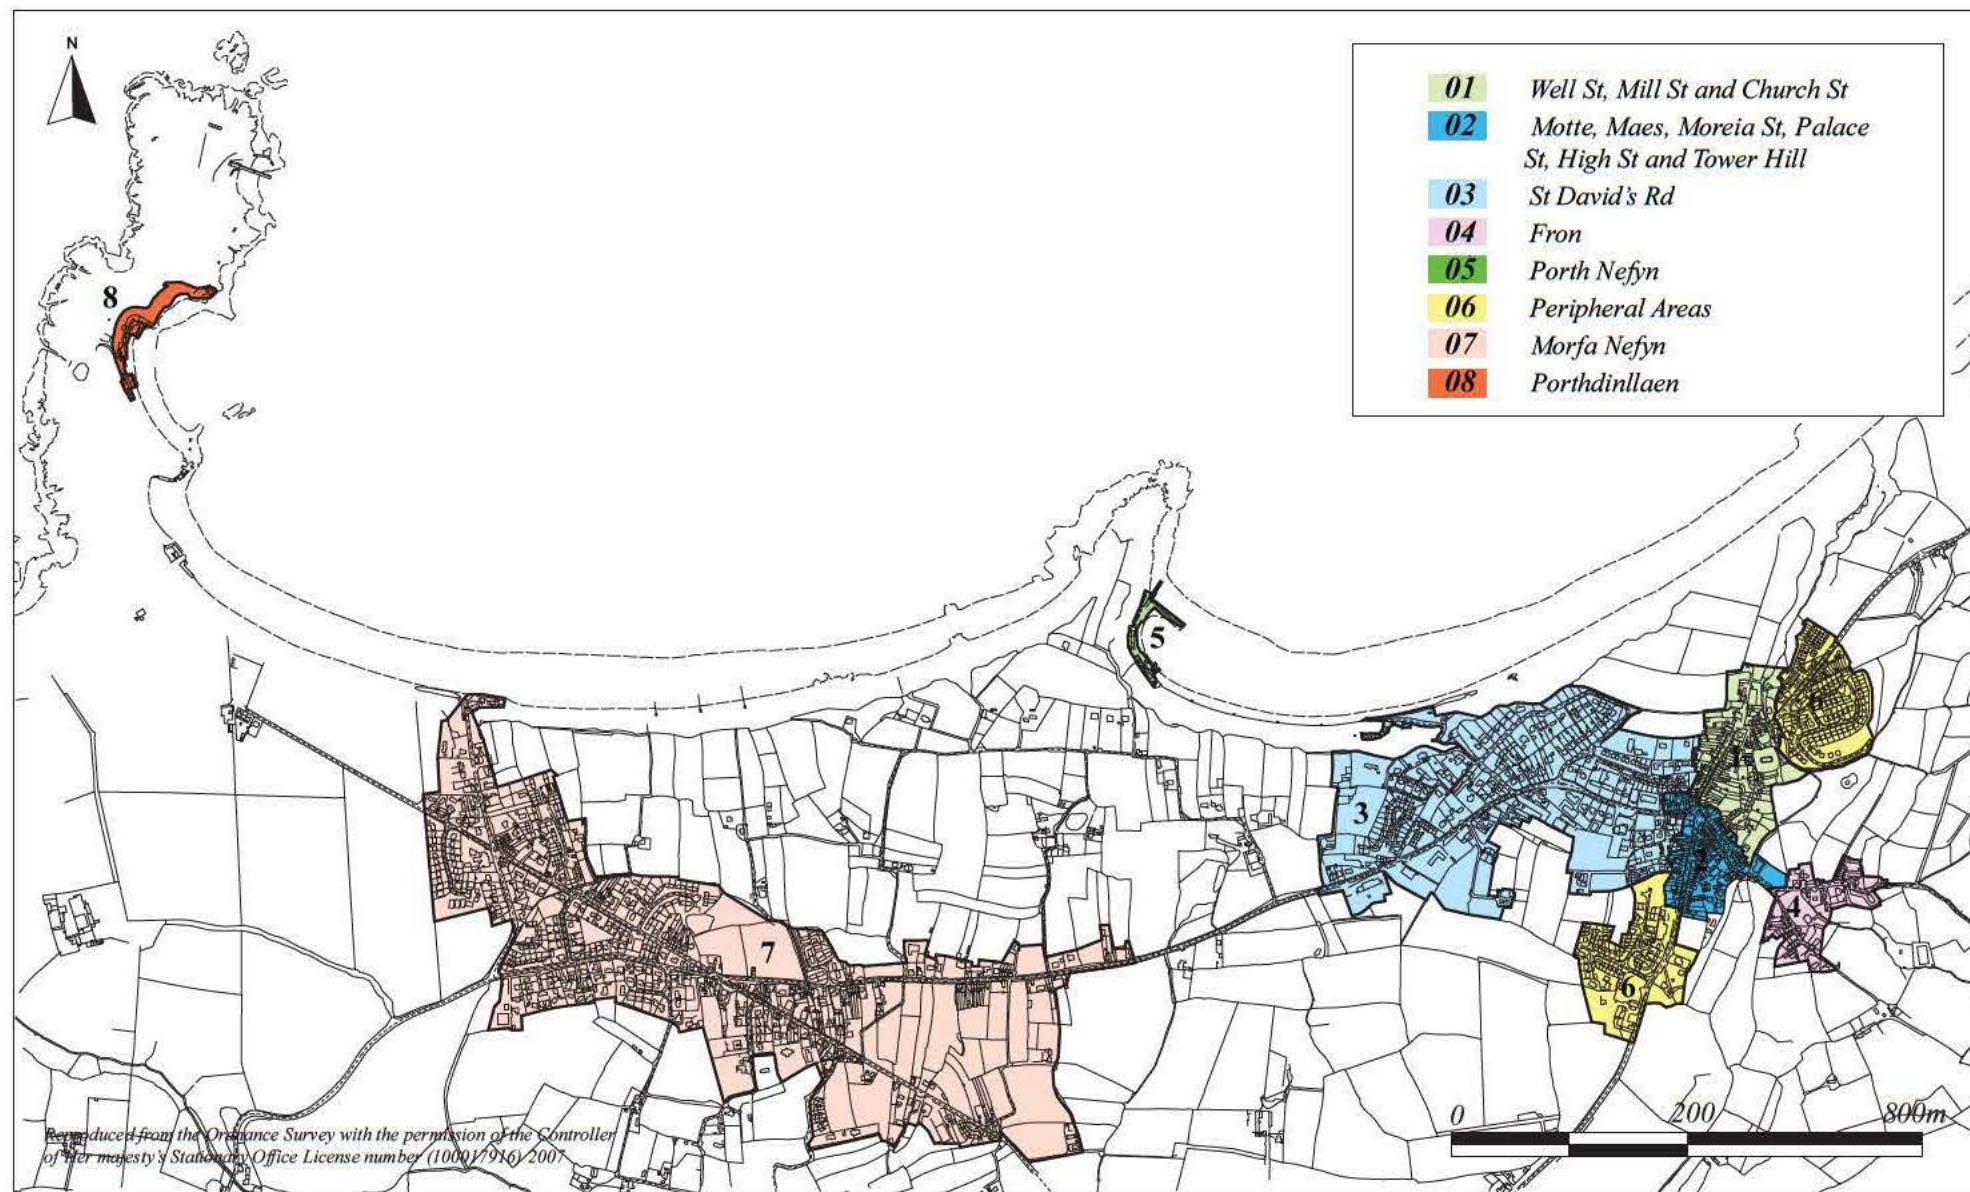 N
01 Well St, Mill St and Church St
02 Motte, Maes, Moreia St, Palace
St, High St and Tower Hill
03 St David's Rd
04 Fron
05 Porth Nefyn
06 Peripheral Areas
07 Morfa Nefyn
08 Porthdinllaen
8
5
6
1
3
2
4
7
6
0 200 800m
Reproduced from the Ordnance Survey with the permission of the Controller
of Her majesty's Stationary Office License number (100017916) 2007